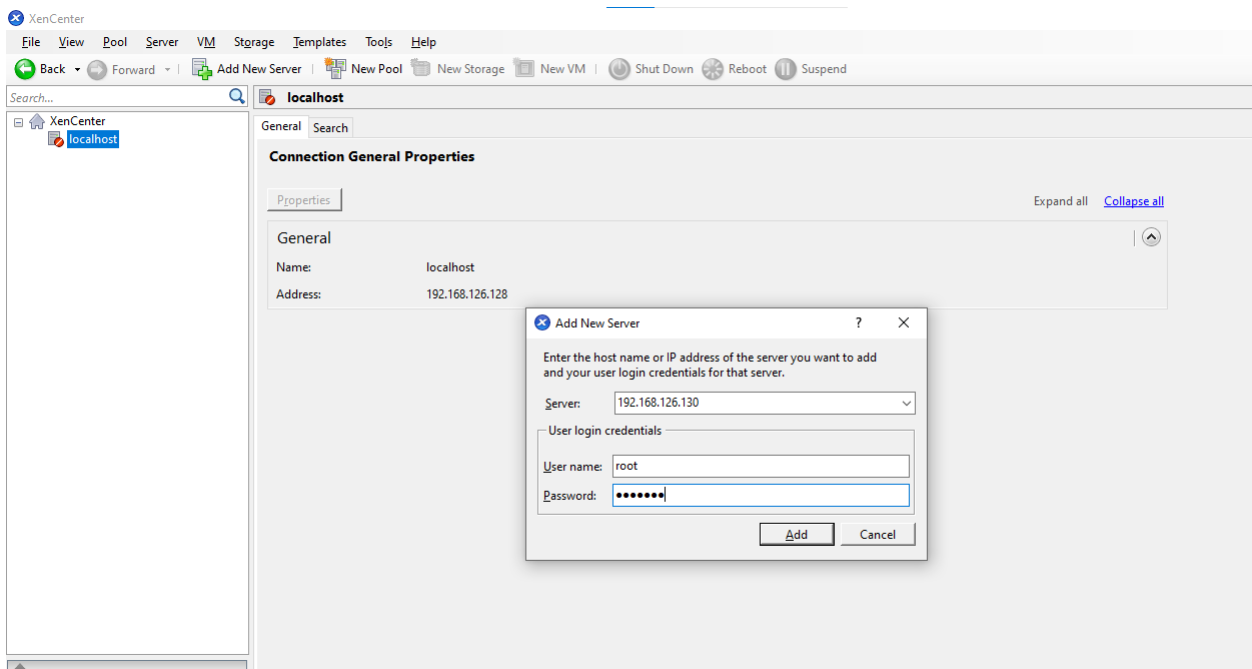 XenCenter
File View Pool Server VM Storage Templates Tools Help
Back Forward Add New Server New Pool New Storage New VM Shut Down Reboot Suspend
Search...
localhost
XenCenter
localhost
General Search
Connection General Properties
Properties
Expand all Collapse all
General
Name: localhost
Address: 192.168.126.128
Add New Server ?
Enter the host name or IP address of the server you want to add
and your user login credentials for that server.
Server: 192.168.126.130
User login credentials
User name: root
Password: •••••••
Add Cancel